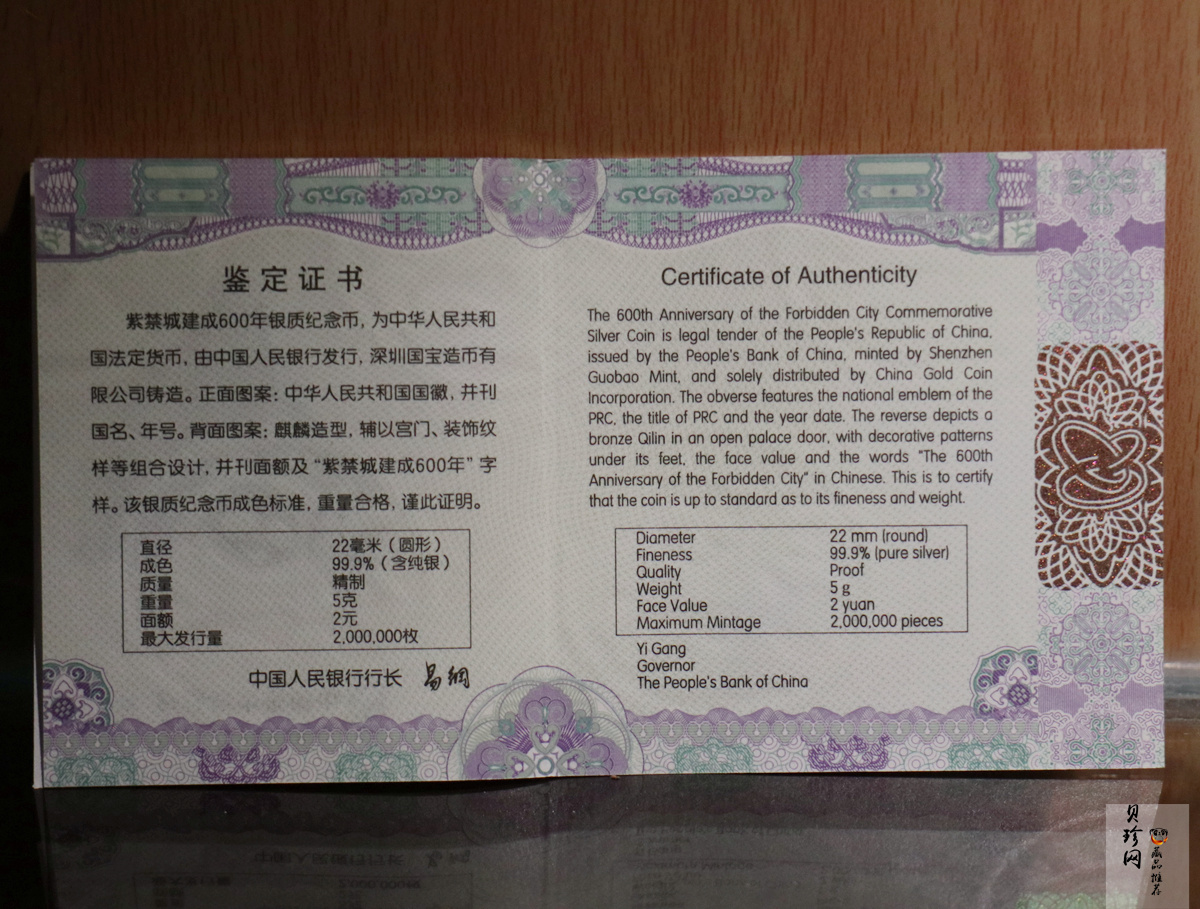 鉴定证书
紫禁城建成600年银质纪念币，为中华人民共和
国法定货币，由中国人民银行发行，深圳国宝造币有
限公司铸造。正面图案：中华人民共和国国徽，并刊
国名、年号。背面图案：麒麟造型，辅以宫门、装饰纹
样等组合设计，并刊面额及“紫禁城建成600年”字
样。该银质纪念币成色标准，重量合格，谨此证明。
直径 22毫米（圆形）
成色 99.9%（含纯银）
质量 精制
重量 5克
面额 2元
最大发行量 2,000,000枚
中国人民银行行长 易纲
Certificate of Authenticity
The 600th Anniversary of the Forbidden City Commemorative
Silver Coin is legal tender of the People's Republic of China,
issued by the People's Bank of China, minted by Shenzhen
Guobao Mint, and solely distributed by China Gold Coin
Incorporation. The obverse features the national emblem of the
PRC, the title of PRC and the year date. The reverse depicts a
bronze Qilin in an open palace door, with decorative patterns
under its feet, the face value and the words "The 600th
Anniversary of the Forbidden City" in Chinese. This is to certify
that the coin is up to standard as to its fineness and weight.
Diameter 22 mm (round)
Fineness 99.9% (pure silver)
Quality Proof
Weight 5 g
Face Value 2 yuan
Maximum Mintage 2,000,000 pieces
Yi Gang
Governor
The People's Bank of China
贝珍网
藏品推荐